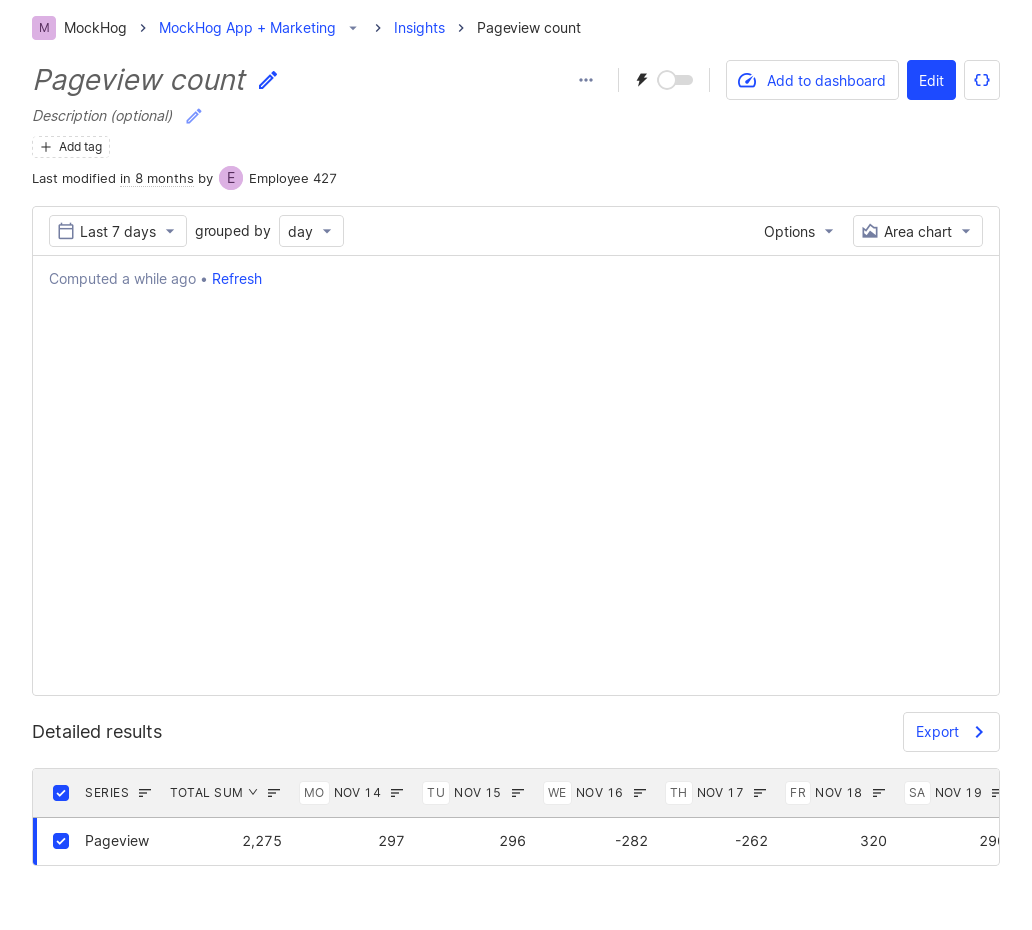 M MockHog MockHog App + Marketing Insights Pageview count
Pageview count
Add to dashboard Edit
Description (optional)
Add tag
Last modified in 8 months by E Employee 427
Last 7 days grouped by day Options Area chart
Computed a while ago • Refresh
Detailed results Export
SERIES TOTAL SUM MO NOV 14 TU NOV 15 WE NOV 16 TH NOV 17 FR NOV 18 SA NOV 19
Pageview 2,275 297 296 -282 -262 320